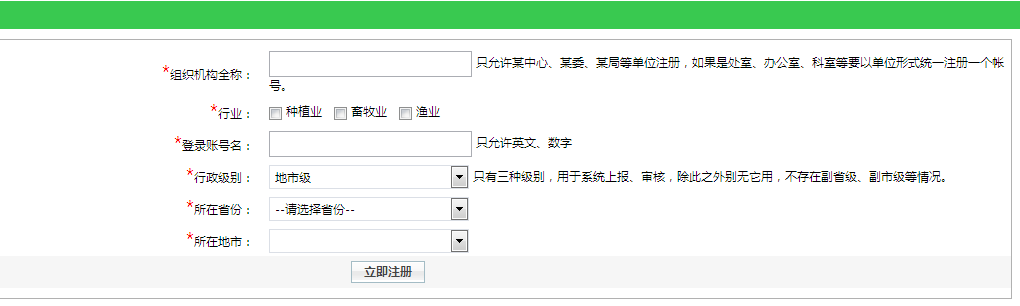 *组织机构全称： 只允许某中心、某委、某局等单位注册，如果是处室、办公室、科室等要以单位形式统一注册一个帐
号。
*行业： 种植业 畜牧业 渔业
*登录账号名： 只允许英文、数字
*行政级别： 地市级 只有三种级别，用于系统上报、审核，除此之外别无它用，不存在副省级、副市级等情况。
*所在省份： --请选择省份--
*所在地市：
立即注册